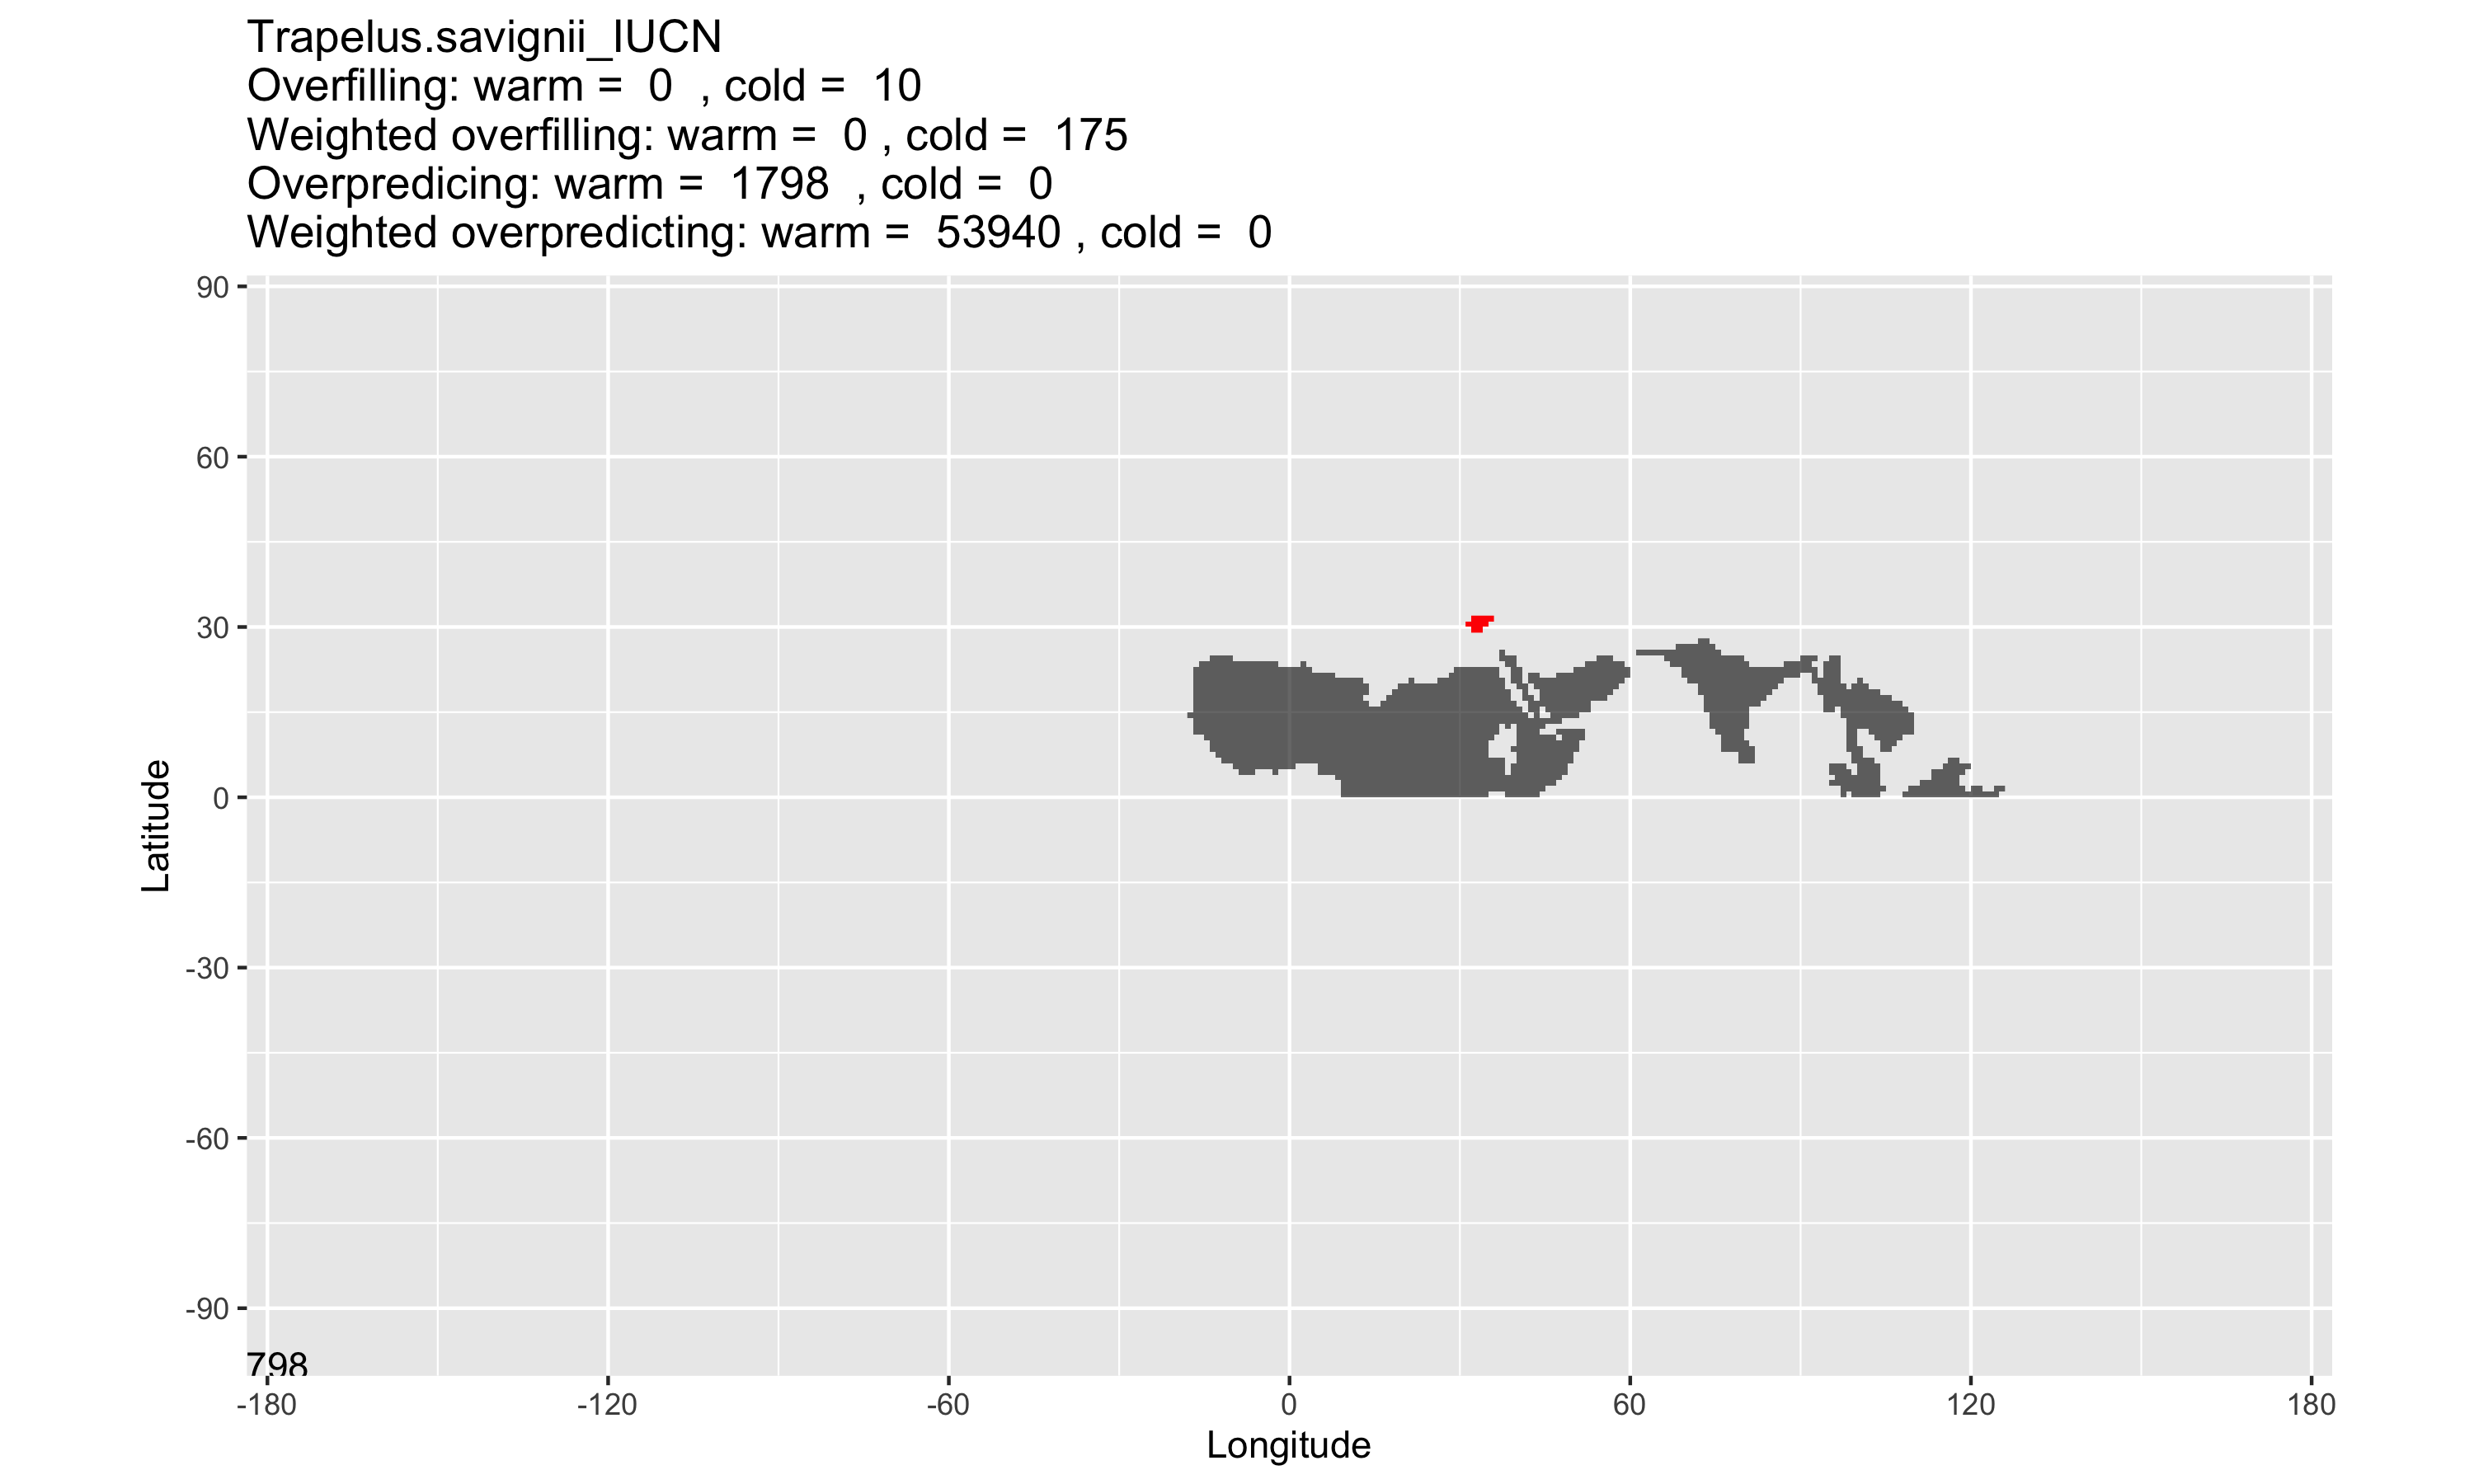 Trapelus.savignii_IUCN
Overfilling: warm =  0  , cold =  10
Weighted overfilling: warm =  0 , cold =  175
Overpredicing: warm =  1798  , cold =  0
Weighted overpredicting: warm =  53940 , cold =  0
90
60
30
0
-30
-60
-90
Latitude
798
-180
-120
-60
0
60
120
180
Longitude